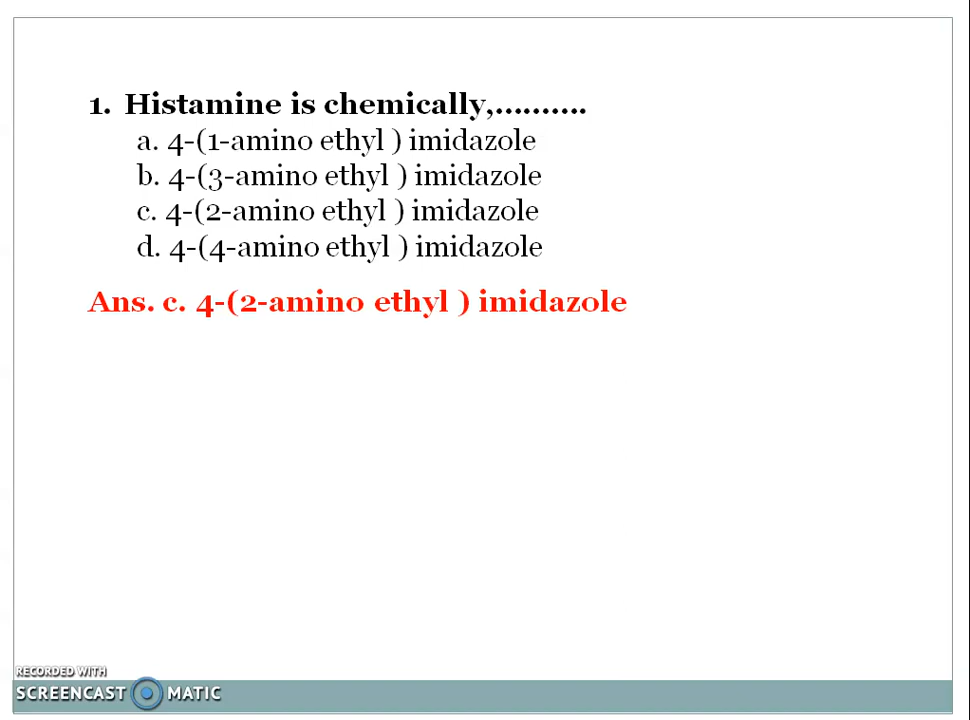 1. Histamine is chemically,..........
a. 4-(1-amino ethyl ) imidazole
b. 4-(3-amino ethyl ) imidazole
c. 4-(2-amino ethyl ) imidazole
d. 4-(4-amino ethyl ) imidazole
Ans. c. 4-(2-amino ethyl ) imidazole
RECORDED WITH
SCREENCAST MATIC